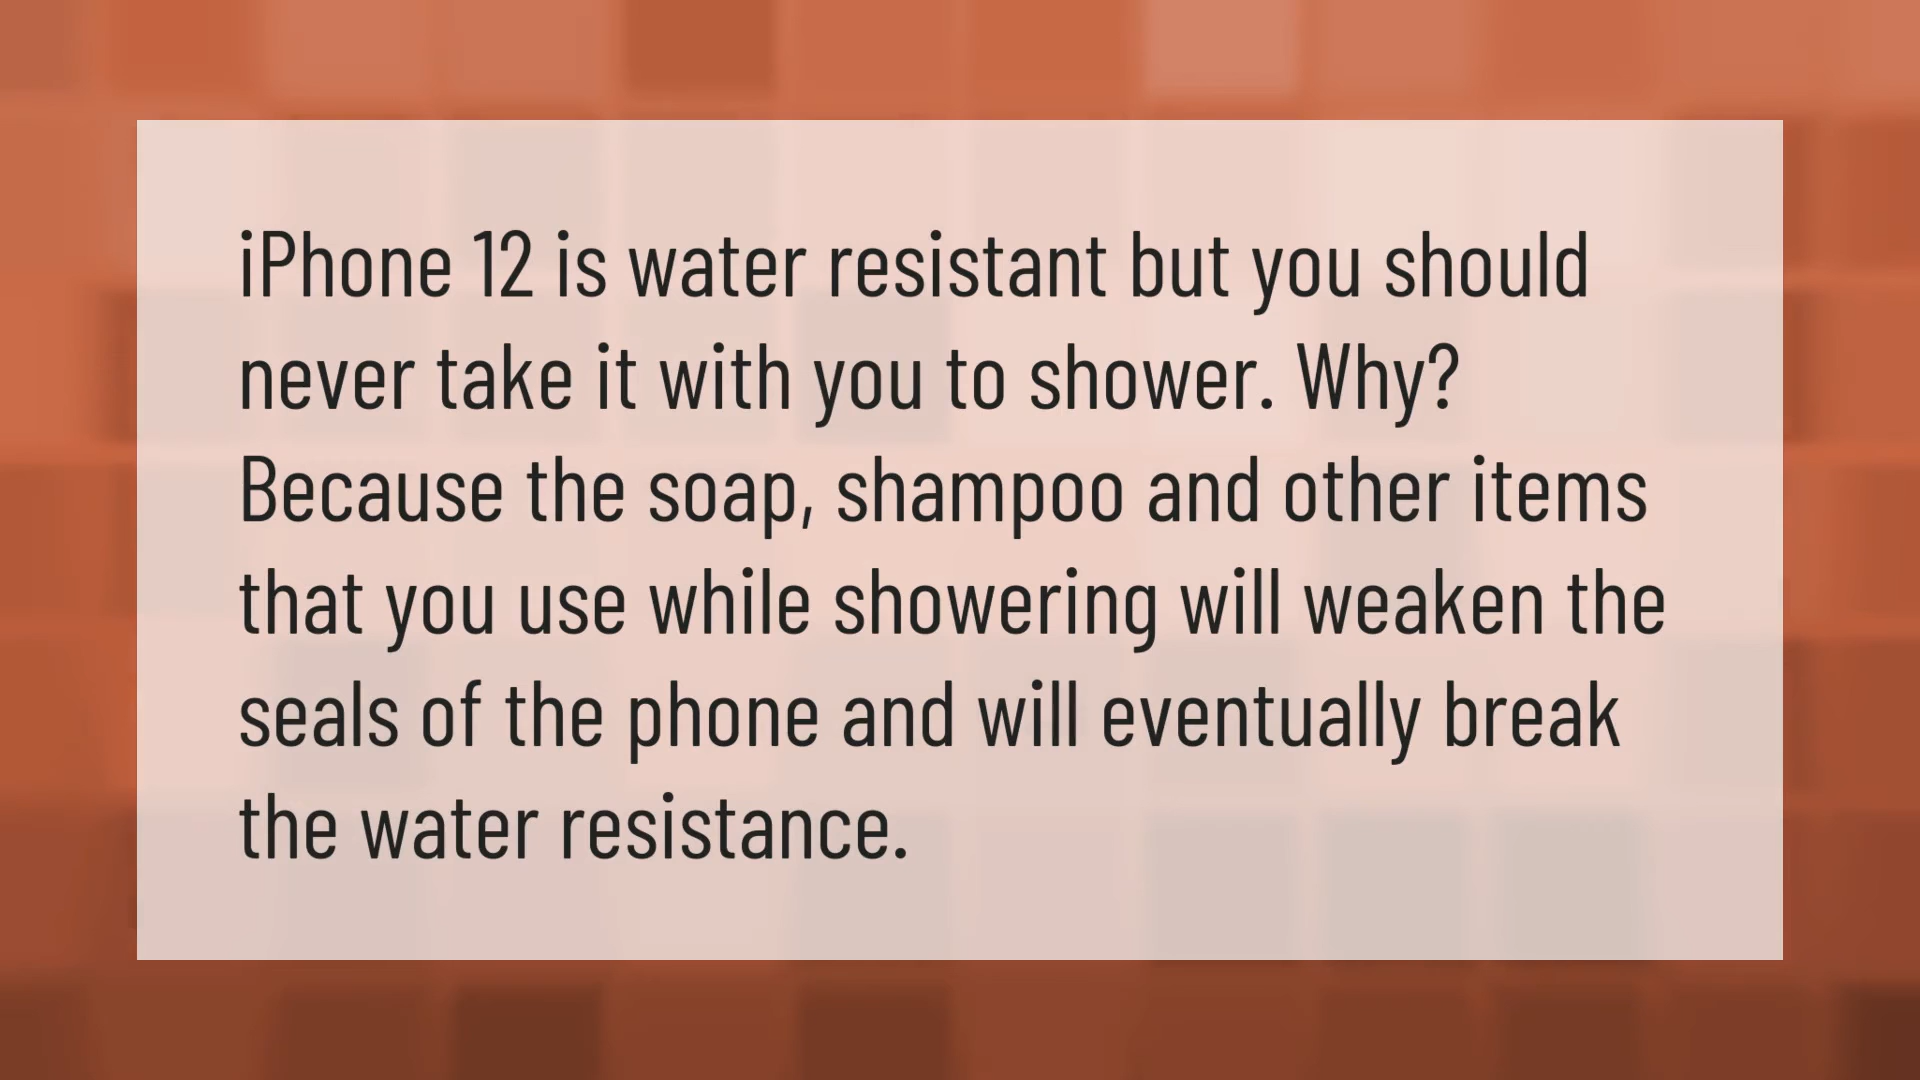 iPhone 12 is water resistant but you should
never take it with you to shower. Why?
Because the soap, shampoo and other items
that you use while showering will weaken the
seals of the phone and will eventually break
the water resistance.